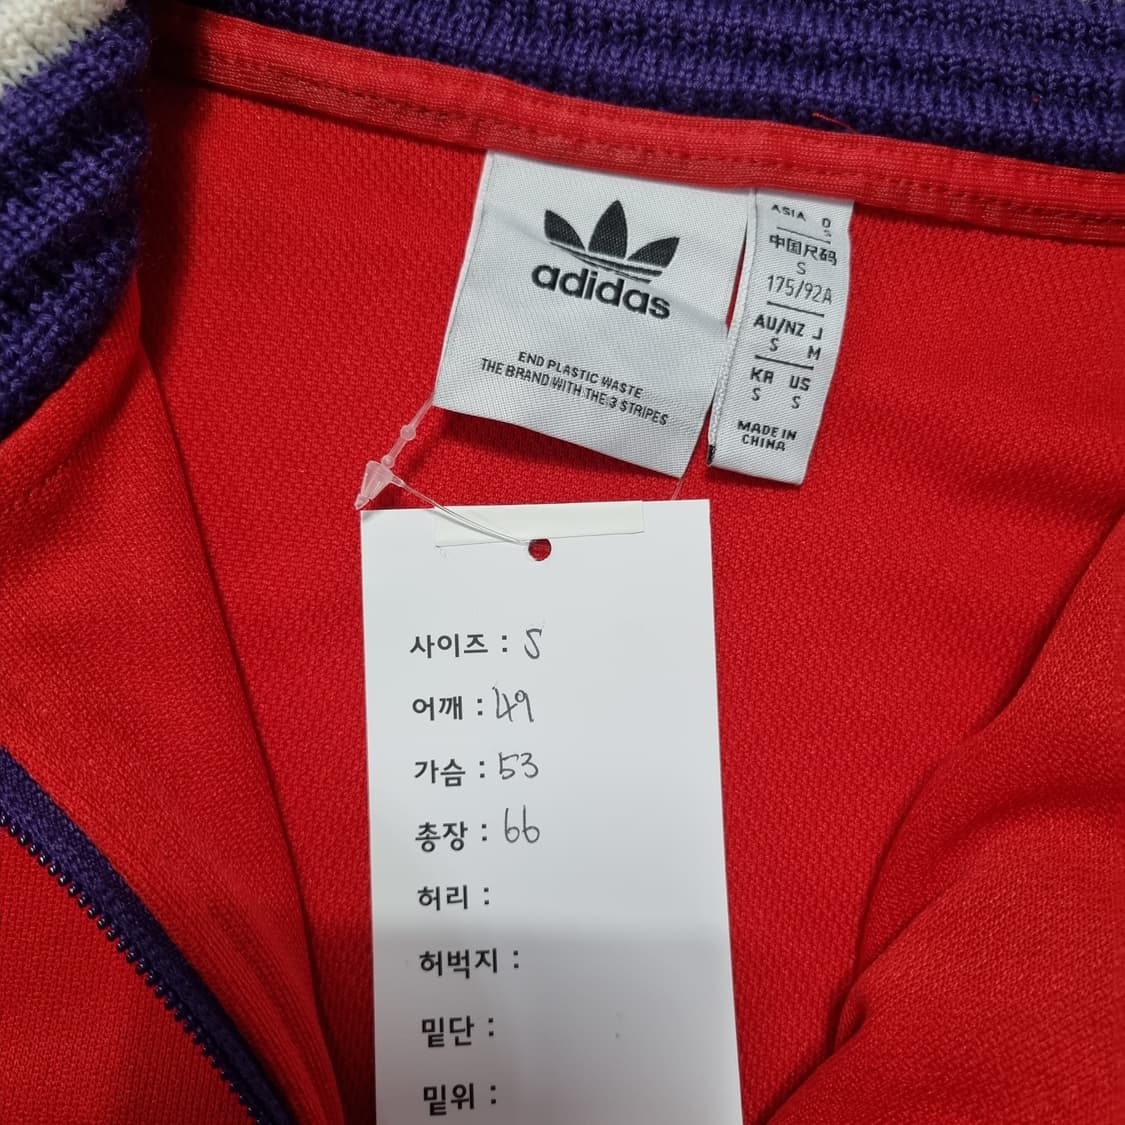 adidas
END PLASTIC WASTE
THE BRAND WITH THE 3 STRIPES
ASIA D
S
中国尺码
S
175/92A
AU/NZ J
S M
KR US
S S
MADE IN
CHINA
사이즈 : S
어깨 : 49
가슴 : 53
총장 : 66
허리 :
허벅지 :
밑단 :
밑위 :